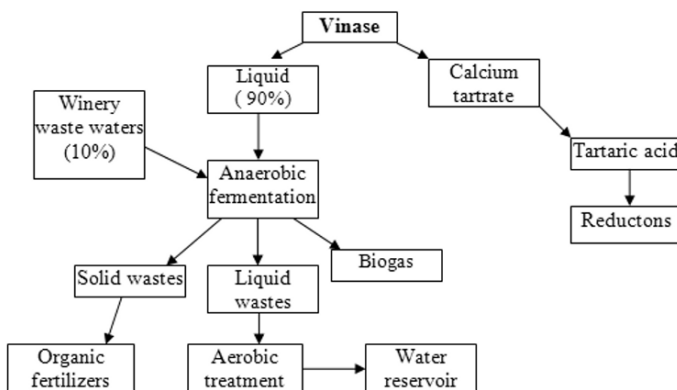 Vinase
Liquid
( 90%)
Calcium
tartrate
Winery
waste waters
(10%)
Tartaric acid
Anaerobic
fermentation
Reductons
Biogas
Solid wastes
Liquid
wastes
Organic
fertilizers
Aerobic
treatment
Water
reservoir